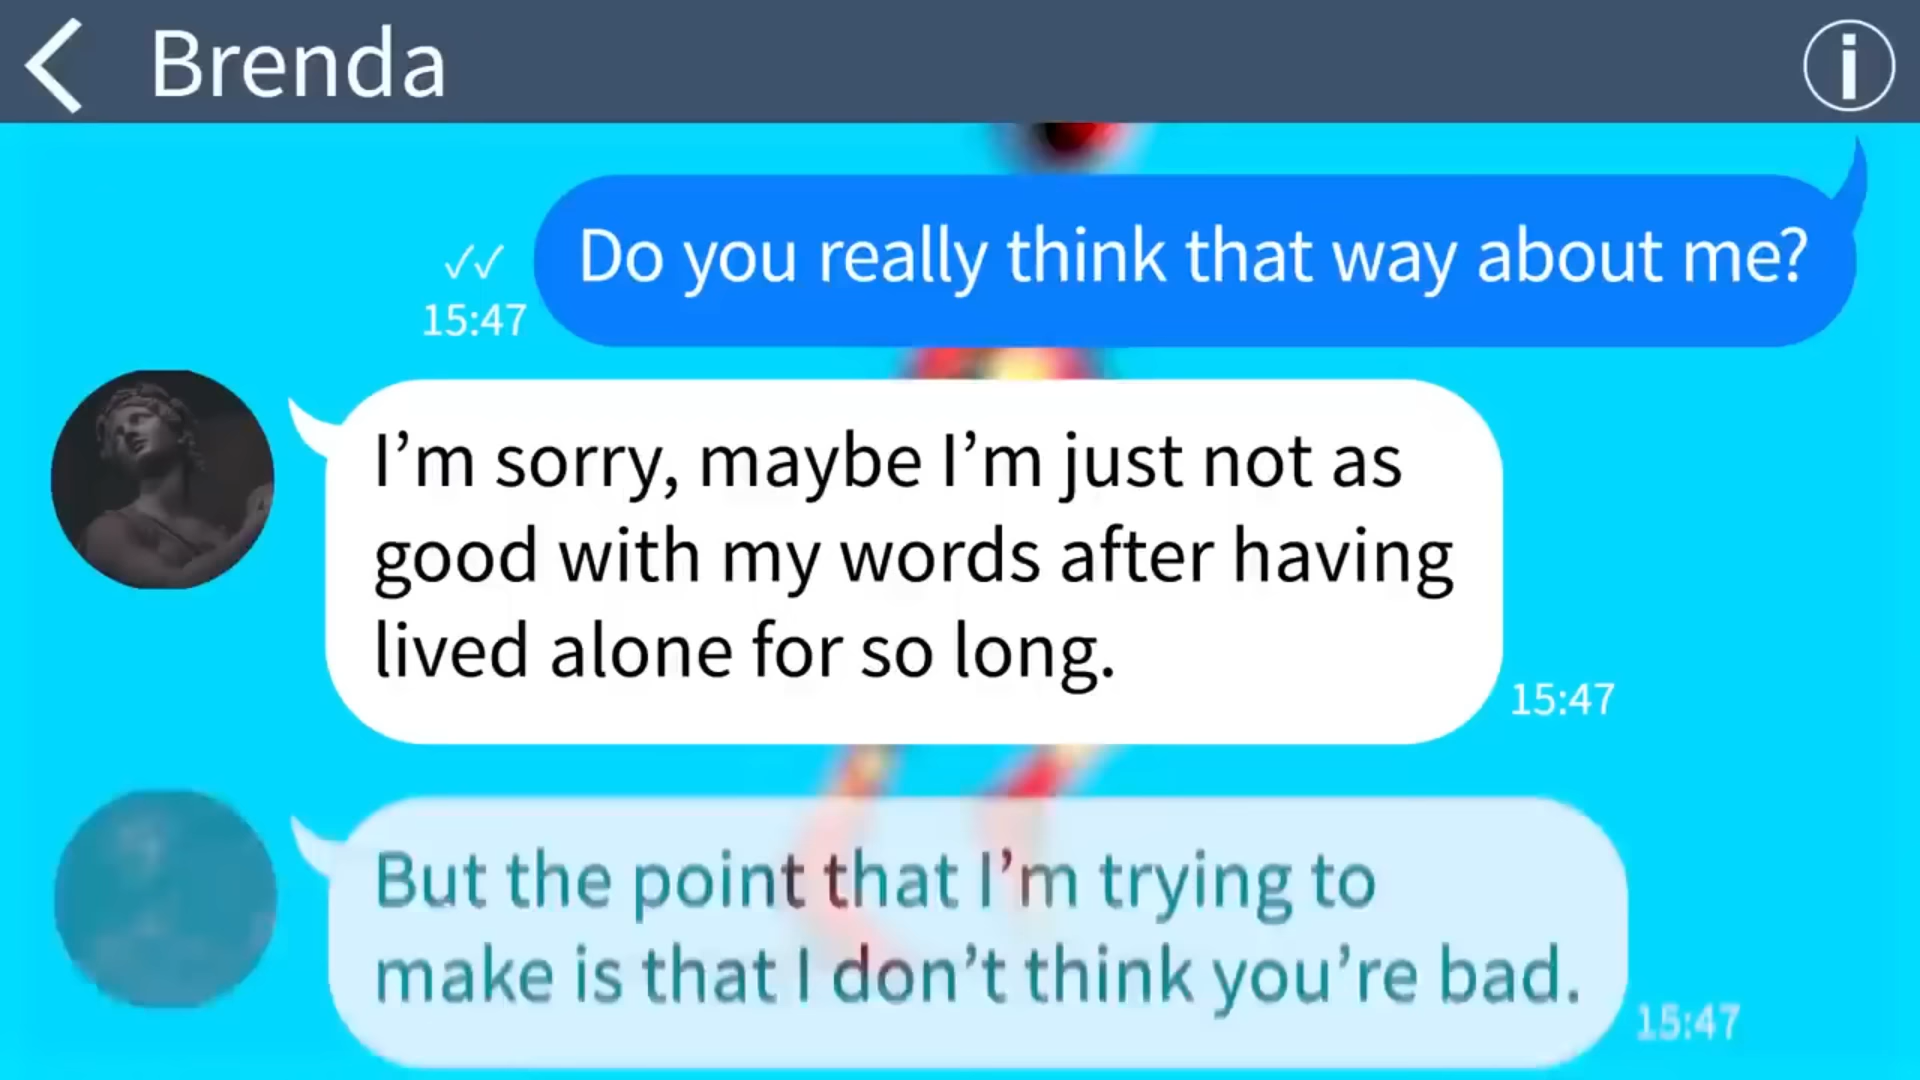 Brenda
Do you really think that way about me?
15:47
I’m sorry, maybe I’m just not as
good with my words after having
lived alone for so long.
15:47
But the point that I’m trying to
make is that I don’t think you’re bad.
15:47